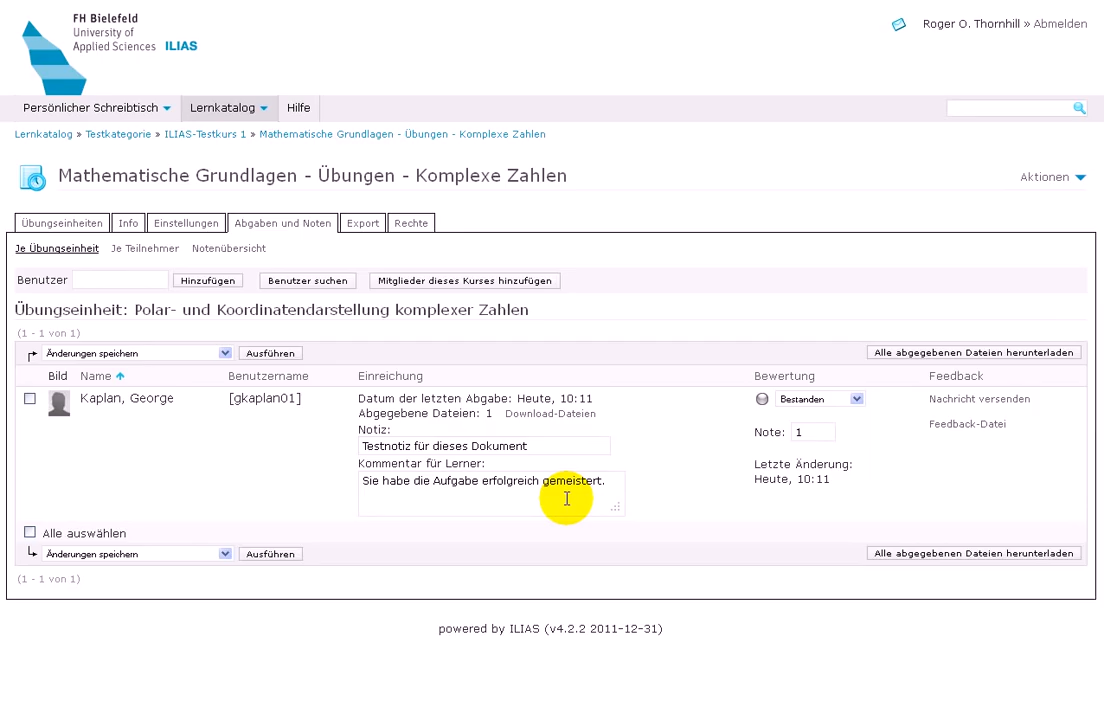 FH Bielefeld
University of
Applied Sciences ILIAS
Roger O. Thornhill » Abmelden
Persönlicher Schreibtisch Lernkatalog Hilfe
Lernkatalog » Testkategorie » ILIAS-Testkurs 1 » Mathematische Grundlagen - Übungen - Komplexe Zahlen
Mathematische Grundlagen - Übungen - Komplexe Zahlen
Aktionen
Übungseinheiten Info Einstellungen Abgaben und Noten Export Rechte
Je Übungseinheit Je Teilnehmer Notenübersicht
Benutzer Hinzufügen Benutzer suchen Mitglieder dieses Kurses hinzufügen
Übungseinheit: Polar- und Koordinatendarstellung komplexer Zahlen
(1 - 1 von 1)
Änderungen speichern Ausführen Alle abgegebenen Dateien herunterladen
Bild Name Benutzername Einreichung Bewertung Feedback
Kaplan, George [gkaplan01] Datum der letzten Abgabe: Heute, 10:11 Bestanden Nachricht versenden
Abgegebene Dateien: 1 Download-Dateien
Feedback-Datei
Notiz:
Note: 1
Testnotiz für dieses Dokument
Kommentar für Lerner:
Letzte Änderung:
Sie habe die Aufgabe erfolgreich gemeistert.
Heute, 10:11
Alle auswählen
Änderungen speichern Ausführen Alle abgegebenen Dateien herunterladen
(1 - 1 von 1)
powered by ILIAS (v4.2.2 2011-12-31)